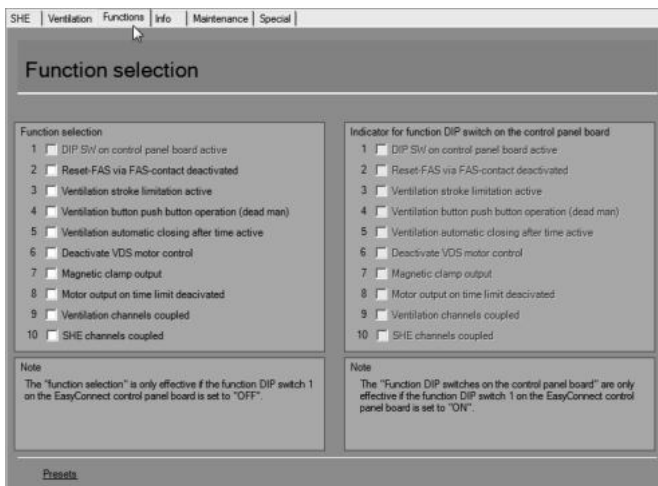 SHE Ventilation Functions Info Maintenance Special
Function selection
Function selection
1 DIP SW on control panel board active
2 Reset-FAS via FAS-contact deactivated
3 Ventilation stroke limitation active
4 Ventilation button push button operation (dead man)
5 Ventilation automatic closing after time active
6 Deactivate VDS motor control
7 Magnetic clamp output
8 Motor output on time limit deacivated
9 Ventilation channels coupled
10 SHE channels coupled
Indicator for function DIP switch on the control panel board
1 DIP SW on control panel board active
2 Reset-FAS via FAS-contact deactivated
3 Ventilation stroke limitation active
4 Ventilation button push button operation (dead man)
5 Ventilation automatic closing after time active
6 Deactivate VDS motor control
7 Magnetic clamp output
8 Motor output on time limit deacivated
9 Ventilation channels coupled
10 SHE channels coupled
Note
The "function selection" is only effective if the function DIP switch 1
on the EasyConnect control panel board is set to "OFF".
Note
The "Function DIP switches on the control panel board" are only
effective if the function DIP switch 1 on the EasyConnect control
panel board is set to "ON".
Presets